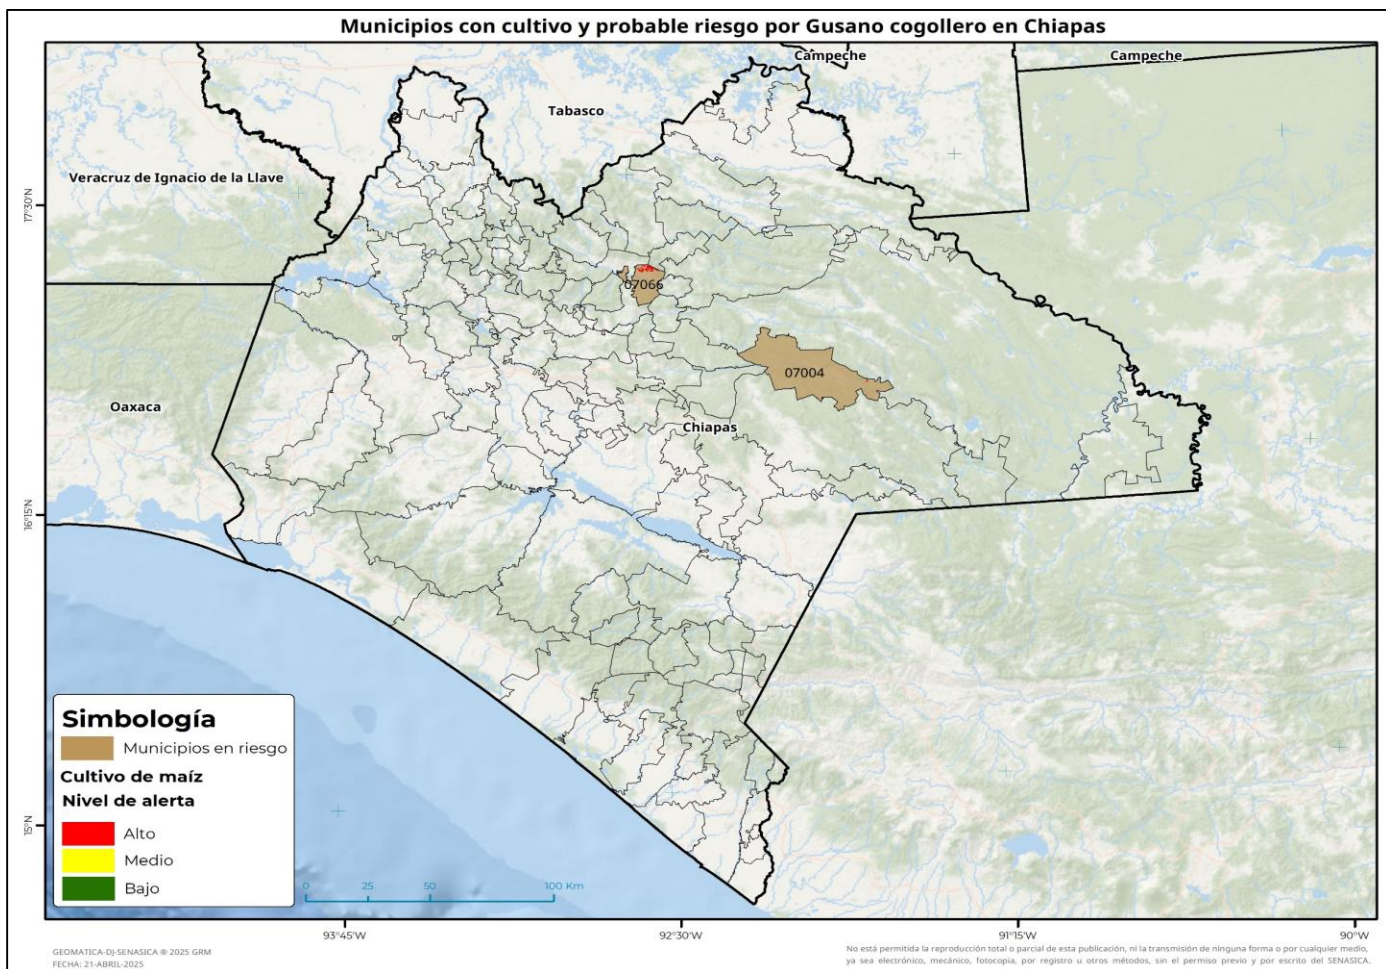 Municipios con cultivo y probable riesgo por Gusano cogollero en Chiapas
Campeche
Campeche
Tabasco
Veracruz de Ignacio de la Llave
17°30'N
07066
07004
Oaxaca
Chiapas
16°15'N
15°N
Simbología
Municipios en riesgo
Cultivo de maíz
Nivel de alerta
Alto
Medio
Bajo
0 25 50 100 Km
93°45'W 92°30'W 91°15'W 90°W
GEOMATICA-DJ-SENASICA ® 2025 GRM
FECHA: 21-ABRIL-2025
No está permitida la reproducción total o parcial de esta publicación, ni la transmisión de ninguna forma o por cualquier medio,
ya sea electrónico, mecánico, fotocopia, por registro u otros métodos, sin el permiso previo y por escrito del SENASICA.